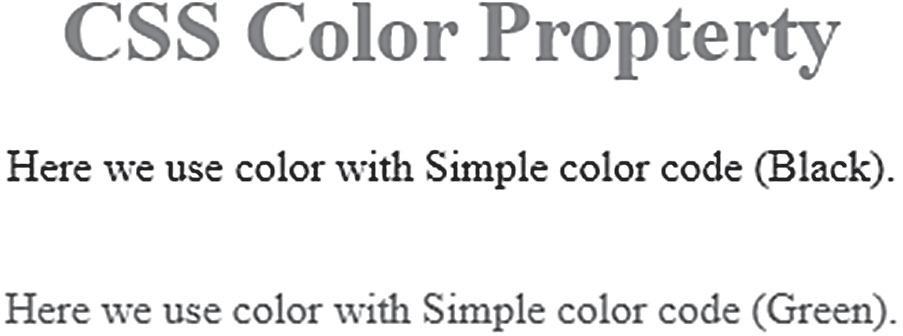 CSS Color Propterty
Here we use color with Simple color code (Black).
Here we use color with Simple color code (Green).